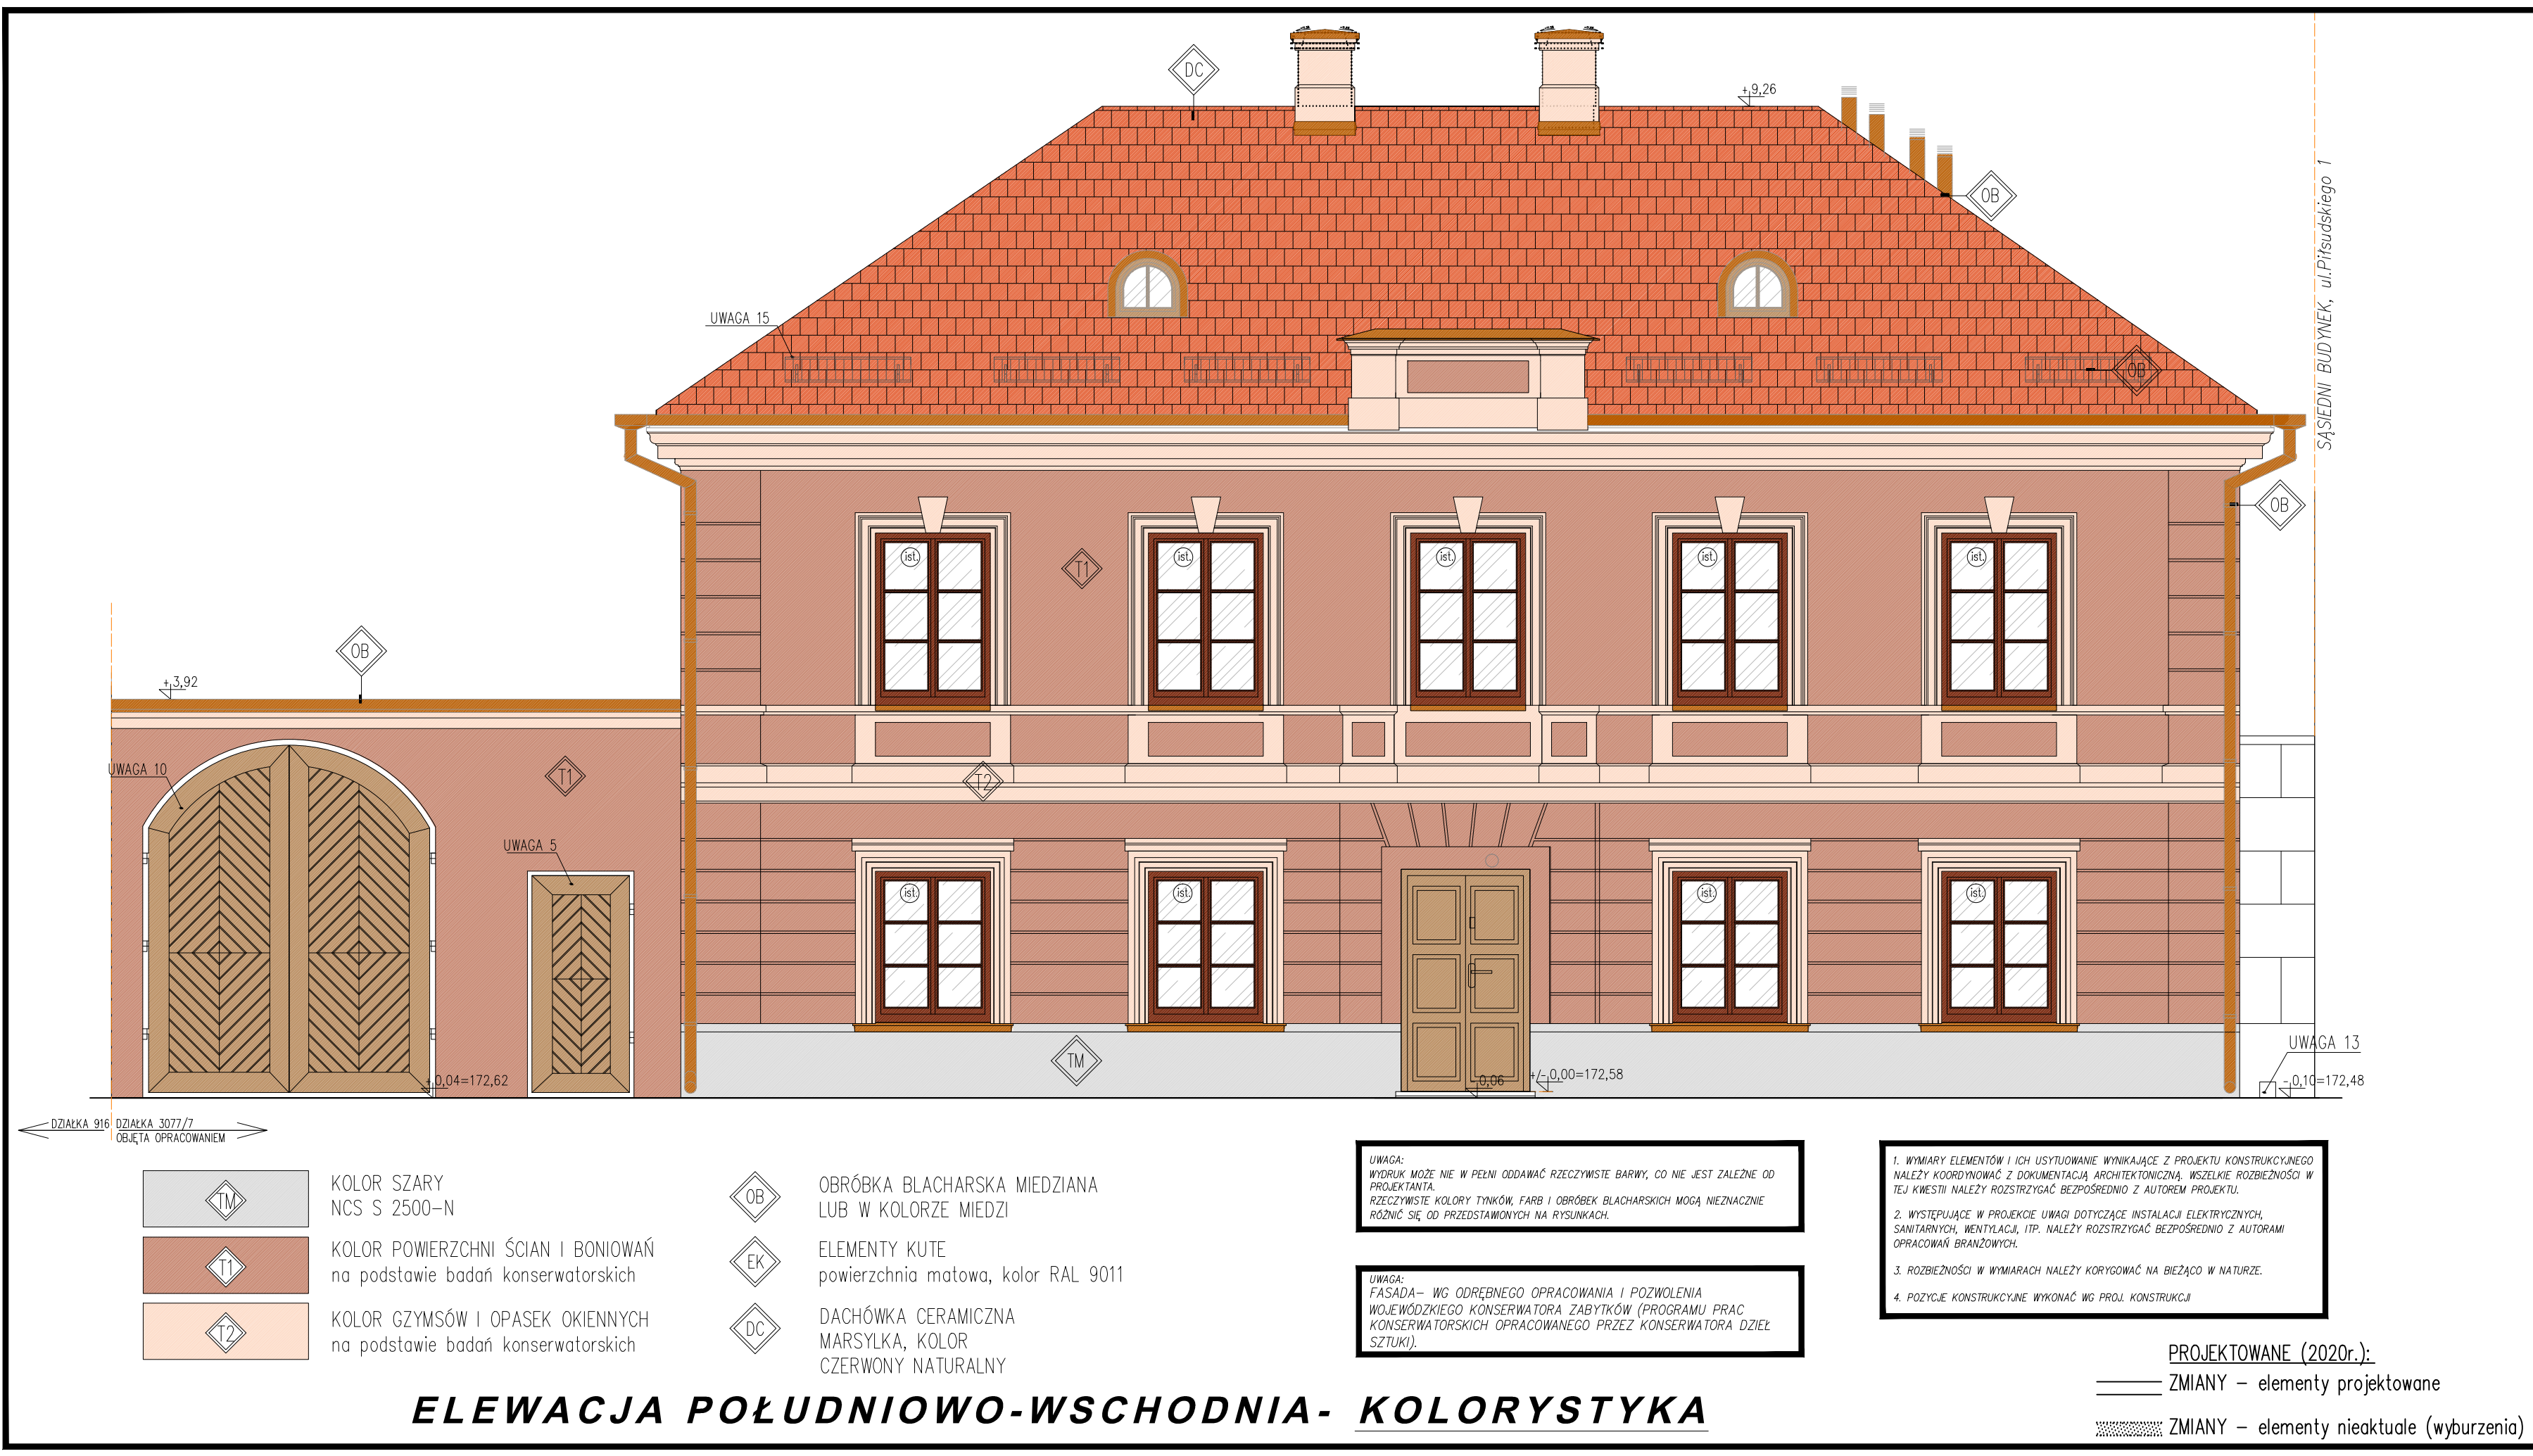 DC
+9,26
OB
SĄSIEDNI BUDYNEK, ul.Piłsudskiego 1
UWAGA 15
OB
OB
ist.
ist.
ist.
ist.
ist.
T1
OB
+3,92
UWAGA 10
T1
T2
UWAGA 5
ist.
ist.
ist.
ist.
TM
UWAGA 13
+0,04=172,62
-0,06
+/-0,00=172,58
-0,10=172,48
DZIAŁKA 916
DZIAŁKA 3077/7
OBJĘTA OPRACOWANIEM
TM
KOLOR SZARY
NCS S 2500-N
T1
KOLOR POWIERZCHNI ŚCIAN I BONIOWAŃ
na podstawie badań konserwatorskich
T2
KOLOR GZYMSÓW I OPASEK OKIENNYCH
na podstawie badań konserwatorskich
OB
OBRÓBKA BLACHARSKA MIEDZIANA
LUB W KOLORZE MIEDZI
EK
ELEMENTY KUTE
powierzchnia matowa, kolor RAL 9011
DC
DACHÓWKA CERAMICZNA
MARSYLKA, KOLOR
CZERWONY NATURALNY
UWAGA:
WYDRUK MOŻE NIE W PEŁNI ODDAWAĆ RZECZYWISTE BARWY, CO NIE JEST ZALEŻNE OD
PROJEKTANTA.
RZECZYWISTE KOLORY TYNKÓW, FARB I OBRÓBEK BLACHARSKICH MOGĄ NIEZNACZNIE
RÓŻNIĆ SIĘ OD PRZEDSTAWIONYCH NA RYSUNKACH.
UWAGA:
FASADA- WG ODRĘBNEGO OPRACOWANIA I POZWOLENIA
WOJEWÓDZKIEGO KONSERWATORA ZABYTKÓW (PROGRAMU PRAC
KONSERWATORSKICH OPRACOWANEGO PRZEZ KONSERWATORA DZIEŁ
SZTUKI).
1. WYMIARY ELEMENTÓW I ICH USYTUOWANIE WYNIKAJĄCE Z PROJEKTU KONSTRUKCYJNEGO
NALEŻY KOORDYNOWAĆ Z DOKUMENTACJĄ ARCHITEKTONICZNĄ. WSZELKIE ROZBIEŻNOŚCI W
TEJ KWESTII NALEŻY ROZSTRZYGAĆ BEZPOŚREDNIO Z AUTOREM PROJEKTU.
2. WYSTĘPUJĄCE W PROJEKCIE UWAGI DOTYCZĄCE INSTALACJI ELEKTRYCZNYCH,
SANITARNYCH, WENTYLACJI, ITP. NALEŻY ROZSTRZYGAĆ BEZPOŚREDNIO Z AUTORAMI
OPRACOWAŃ BRANŻOWYCH.
3. ROZBIEŻNOŚCI W WYMIARACH NALEŻY KORYGOWAĆ NA BIEŻĄCO W NATURZE.
4. POZYCJE KONSTRUKCYJNE WYKONAĆ WG PROJ. KONSTRUKCJI
PROJEKTOWANE (2020r.):
ZMIANY - elementy projektowane
ZMIANY - elementy nieaktuale (wyburzenia)
ELEWACJA POŁUDNIOWO-WSCHODNIA- KOLORYSTYKA